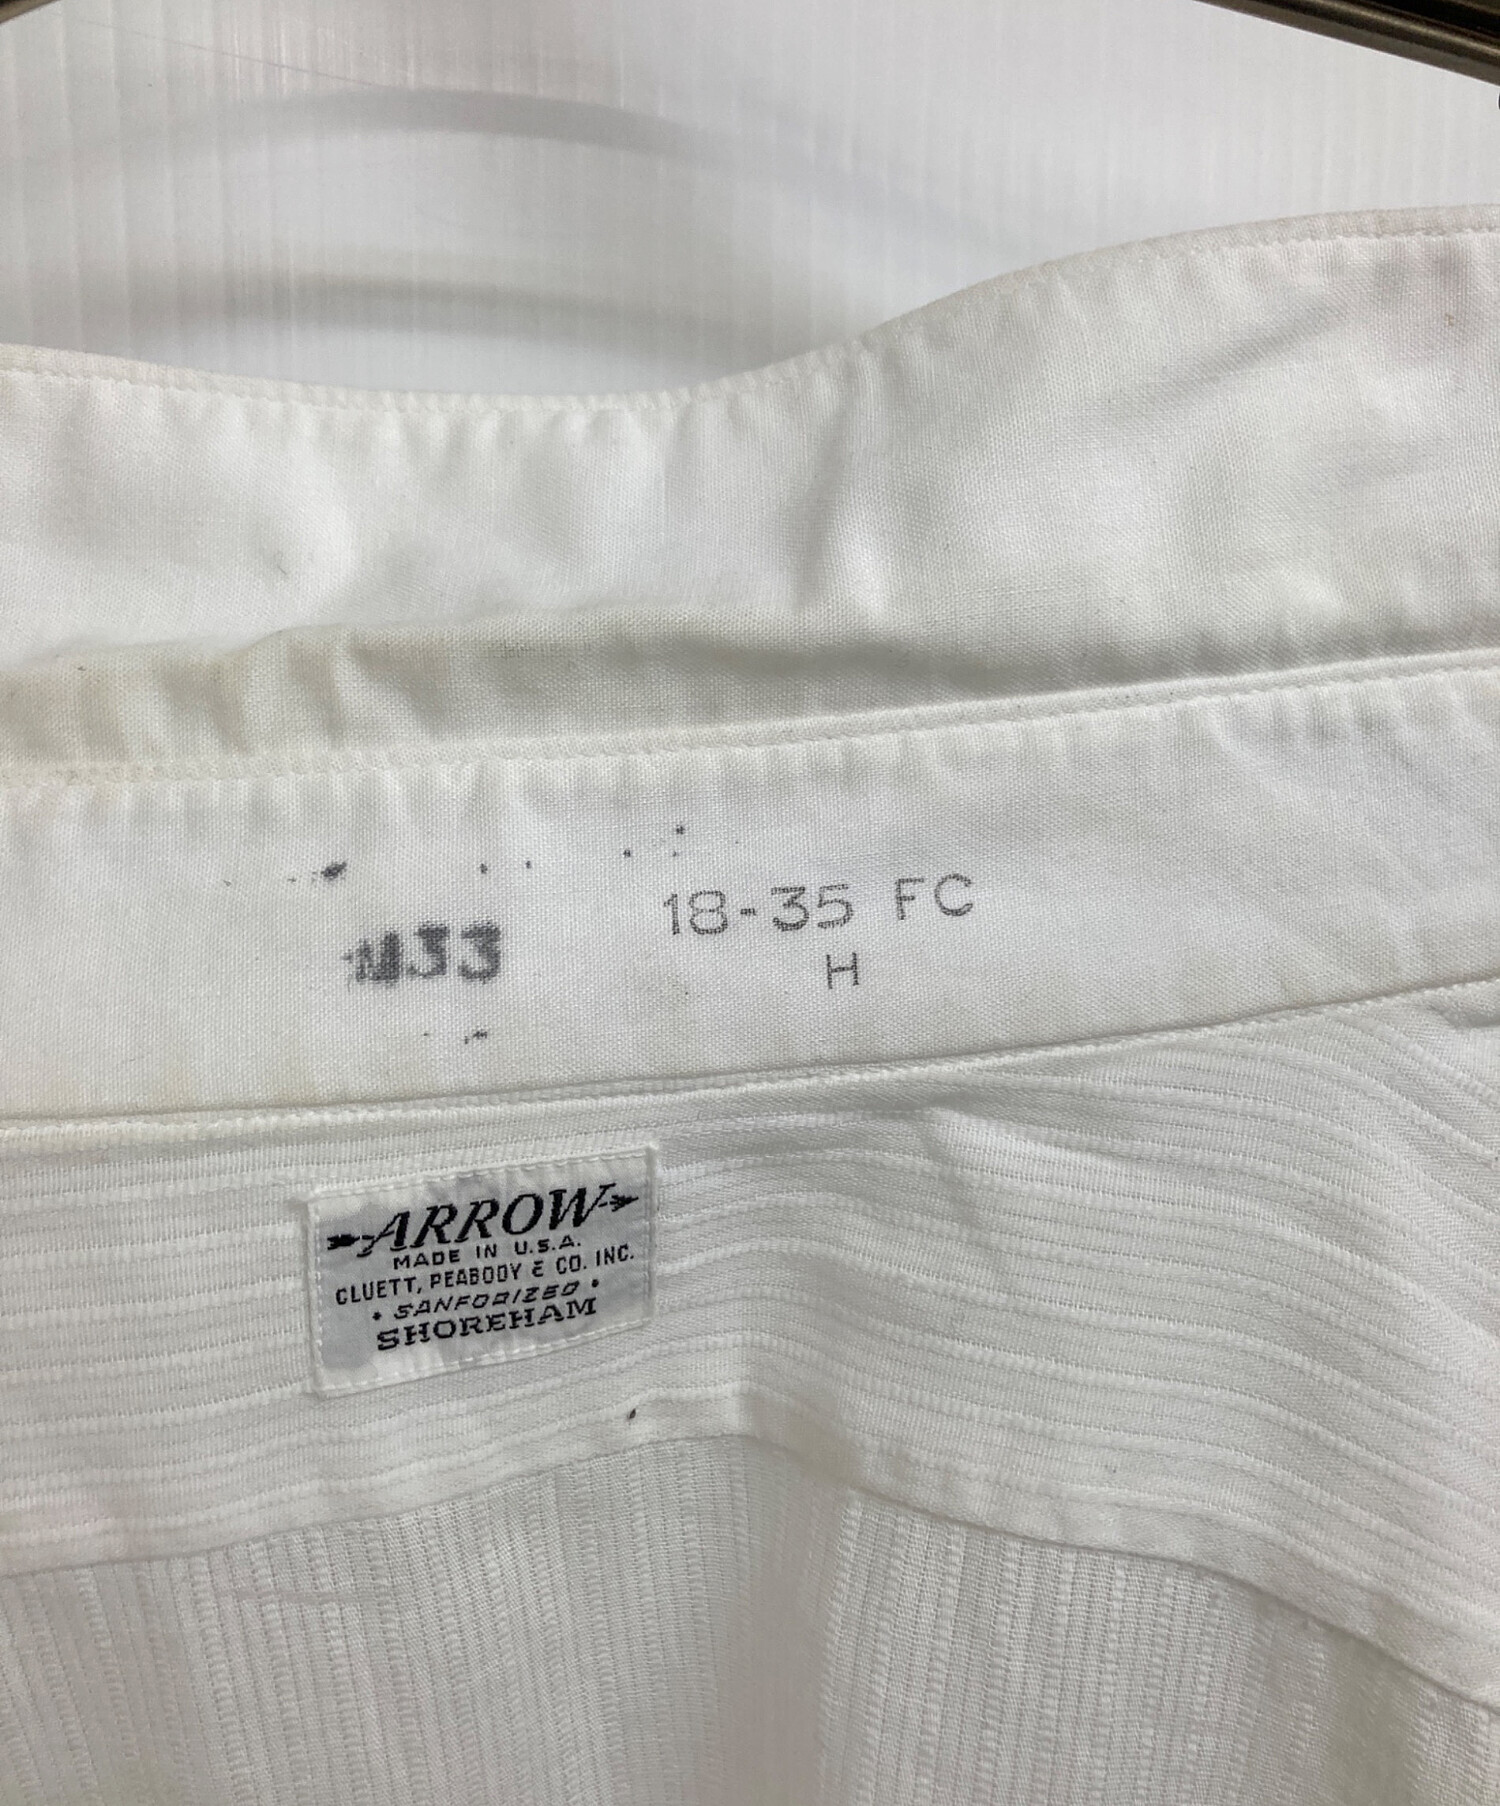 M33
18-35 FC
H
ARROW
MADE IN U.S.A.
CLUETT, PEABODY & CO. INC.
• SANFORIZED •
SHOREHAM